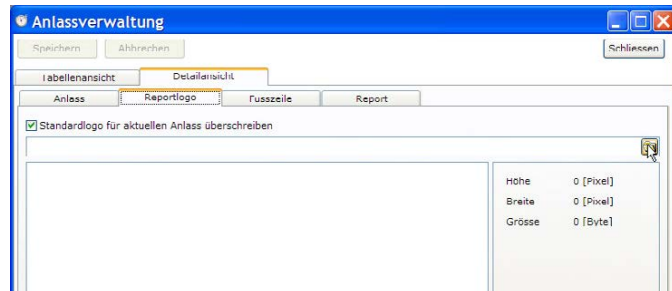 Anlassverwaltung
Speichern Abbrechen Schliessen
Tabellenansicht Detailansicht
Anlass Reportlogo Fusszeile Report
Standardlogo für aktuellen Anlass überschreiben
Höhe 0 [Pixel]
Breite 0 [Pixel]
Grösse 0 [Byte]